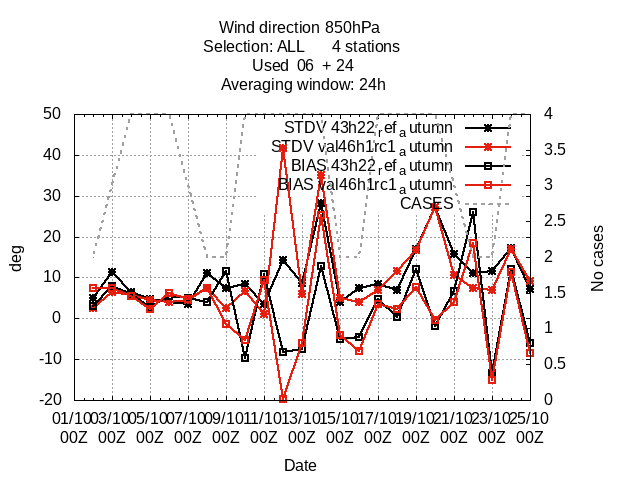 Wind direction 850hPa
Selection: ALL 4 stations
Used 06 + 24
Averaging window: 24h
50
40
30
20
10
0
-10
-20
deg
4
3.5
3
2.5
2
1.5
1
0.5
0
No cases
STDV 43h22_ref_autumn
STDV val46h1rc1_autumn
BIAS 43h22_ref_autumn
BIAS val46h1rc1_autumn
CASES
01/10 03/10 05/10 07/10 09/10 11/10 13/10 15/10 17/10 19/10 21/10 23/10 25/10
00Z 00Z 00Z 00Z 00Z 00Z 00Z 00Z 00Z 00Z 00Z 00Z 00Z
Date